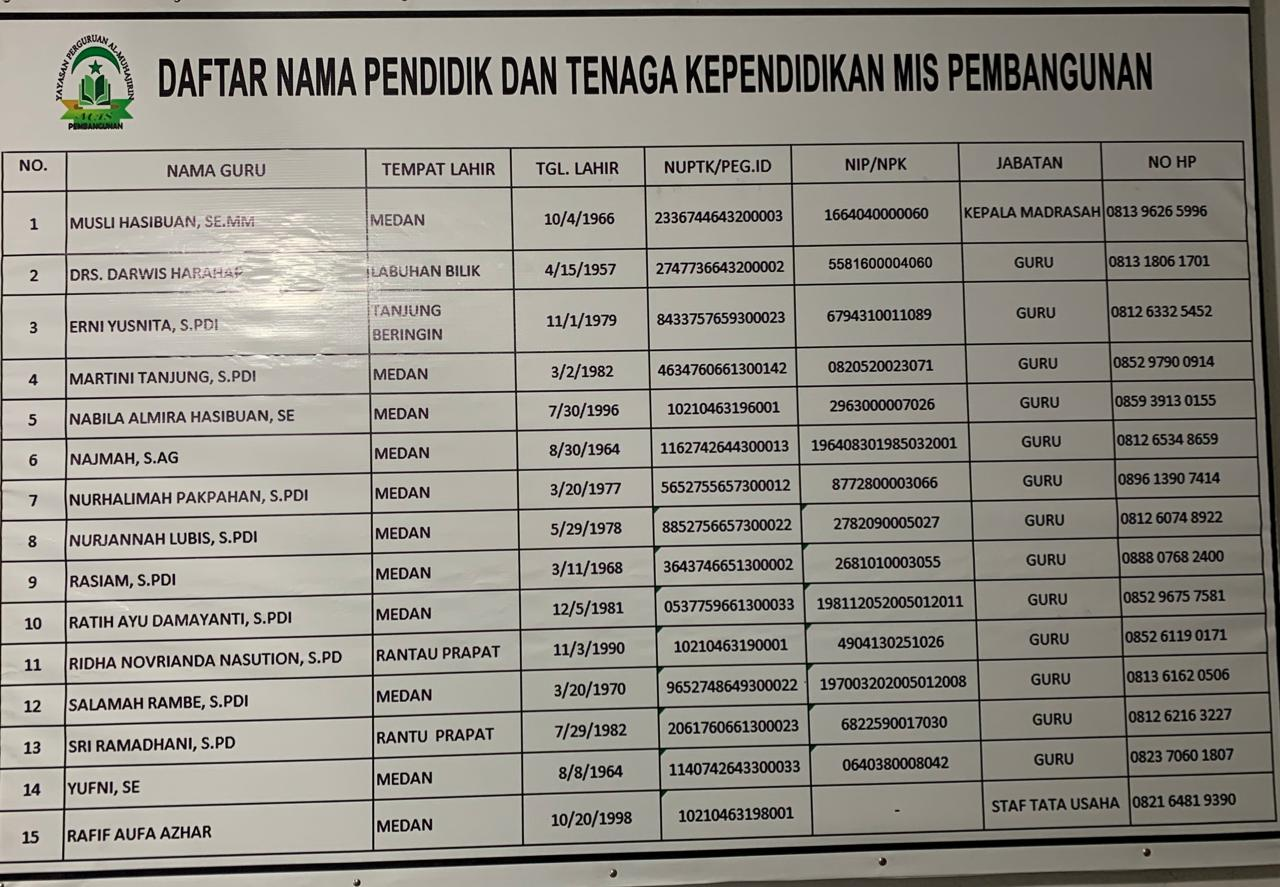 YAYASAN PERGURUAN AL-MUHAJIRIN
PEMBANGUNAN
DAFTAR NAMA PENDIDIK DAN TENAGA KEPENDIDIKAN MIS PEMBANGUNAN
NO. NAMA GURU TEMPAT LAHIR TGL. LAHIR NUPTK/PEG.ID NIP/NPK JABATAN NO HP
1 MUSLI HASIBUAN, SE.MM MEDAN 10/4/1966 2336744643200003 1664040000060 KEPALA MADRASAH 0813 9626 5996
2 DRS. DARWIS HARAHAP LABUHAN BILIK 4/15/1957 2747736643200002 5581600004060 GURU 0813 1806 1701
3 ERNI YUSNITA, S.PDI TANJUNG BERINGIN 11/1/1979 8433757659300023 6794310011089 GURU 0812 6332 5452
4 MARTINI TANJUNG, S.PDI MEDAN 3/2/1982 4634760661300142 0820520023071 GURU 0852 9790 0914
5 NABILA ALMIRA HASIBUAN, SE MEDAN 7/30/1996 10210463196001 2963000007026 GURU 0859 3913 0155
6 NAJMAH, S.AG MEDAN 8/30/1964 1162742644300013 196408301985032001 GURU 0812 6534 8659
7 NURHALIMAH PAKPAHAN, S.PDI MEDAN 3/20/1977 5652755657300012 8772800003066 GURU 0896 1390 7414
8 NURJANNAH LUBIS, S.PDI MEDAN 5/29/1978 8852756657300022 2782090005027 GURU 0812 6074 8922
9 RASIAM, S.PDI MEDAN 3/11/1968 3643746651300002 2681010003055 GURU 0888 0768 2400
10 RATIH AYU DAMAYANTI, S.PDI MEDAN 12/5/1981 0537759661300033 198112052005012011 GURU 0852 9675 7581
11 RIDHA NOVRIANDA NASUTION, S.PD RANTAU PRAPAT 11/3/1990 10210463190001 4904130251026 GURU 0852 6119 0171
12 SALAMAH RAMBE, S.PDI MEDAN 3/20/1970 9652748649300022 197003202005012008 GURU 0813 6162 0506
13 SRI RAMADHANI, S.PD RANTU PRAPAT 7/29/1982 2061760661300023 6822590017030 GURU 0812 6216 3227
14 YUFNI, SE MEDAN 8/8/1964 1140742643300033 0640380008042 GURU 0823 7060 1807
15 RAFIF AUFA AZHAR MEDAN 10/20/1998 10210463198001 - STAF TATA USAHA 0821 6481 9390